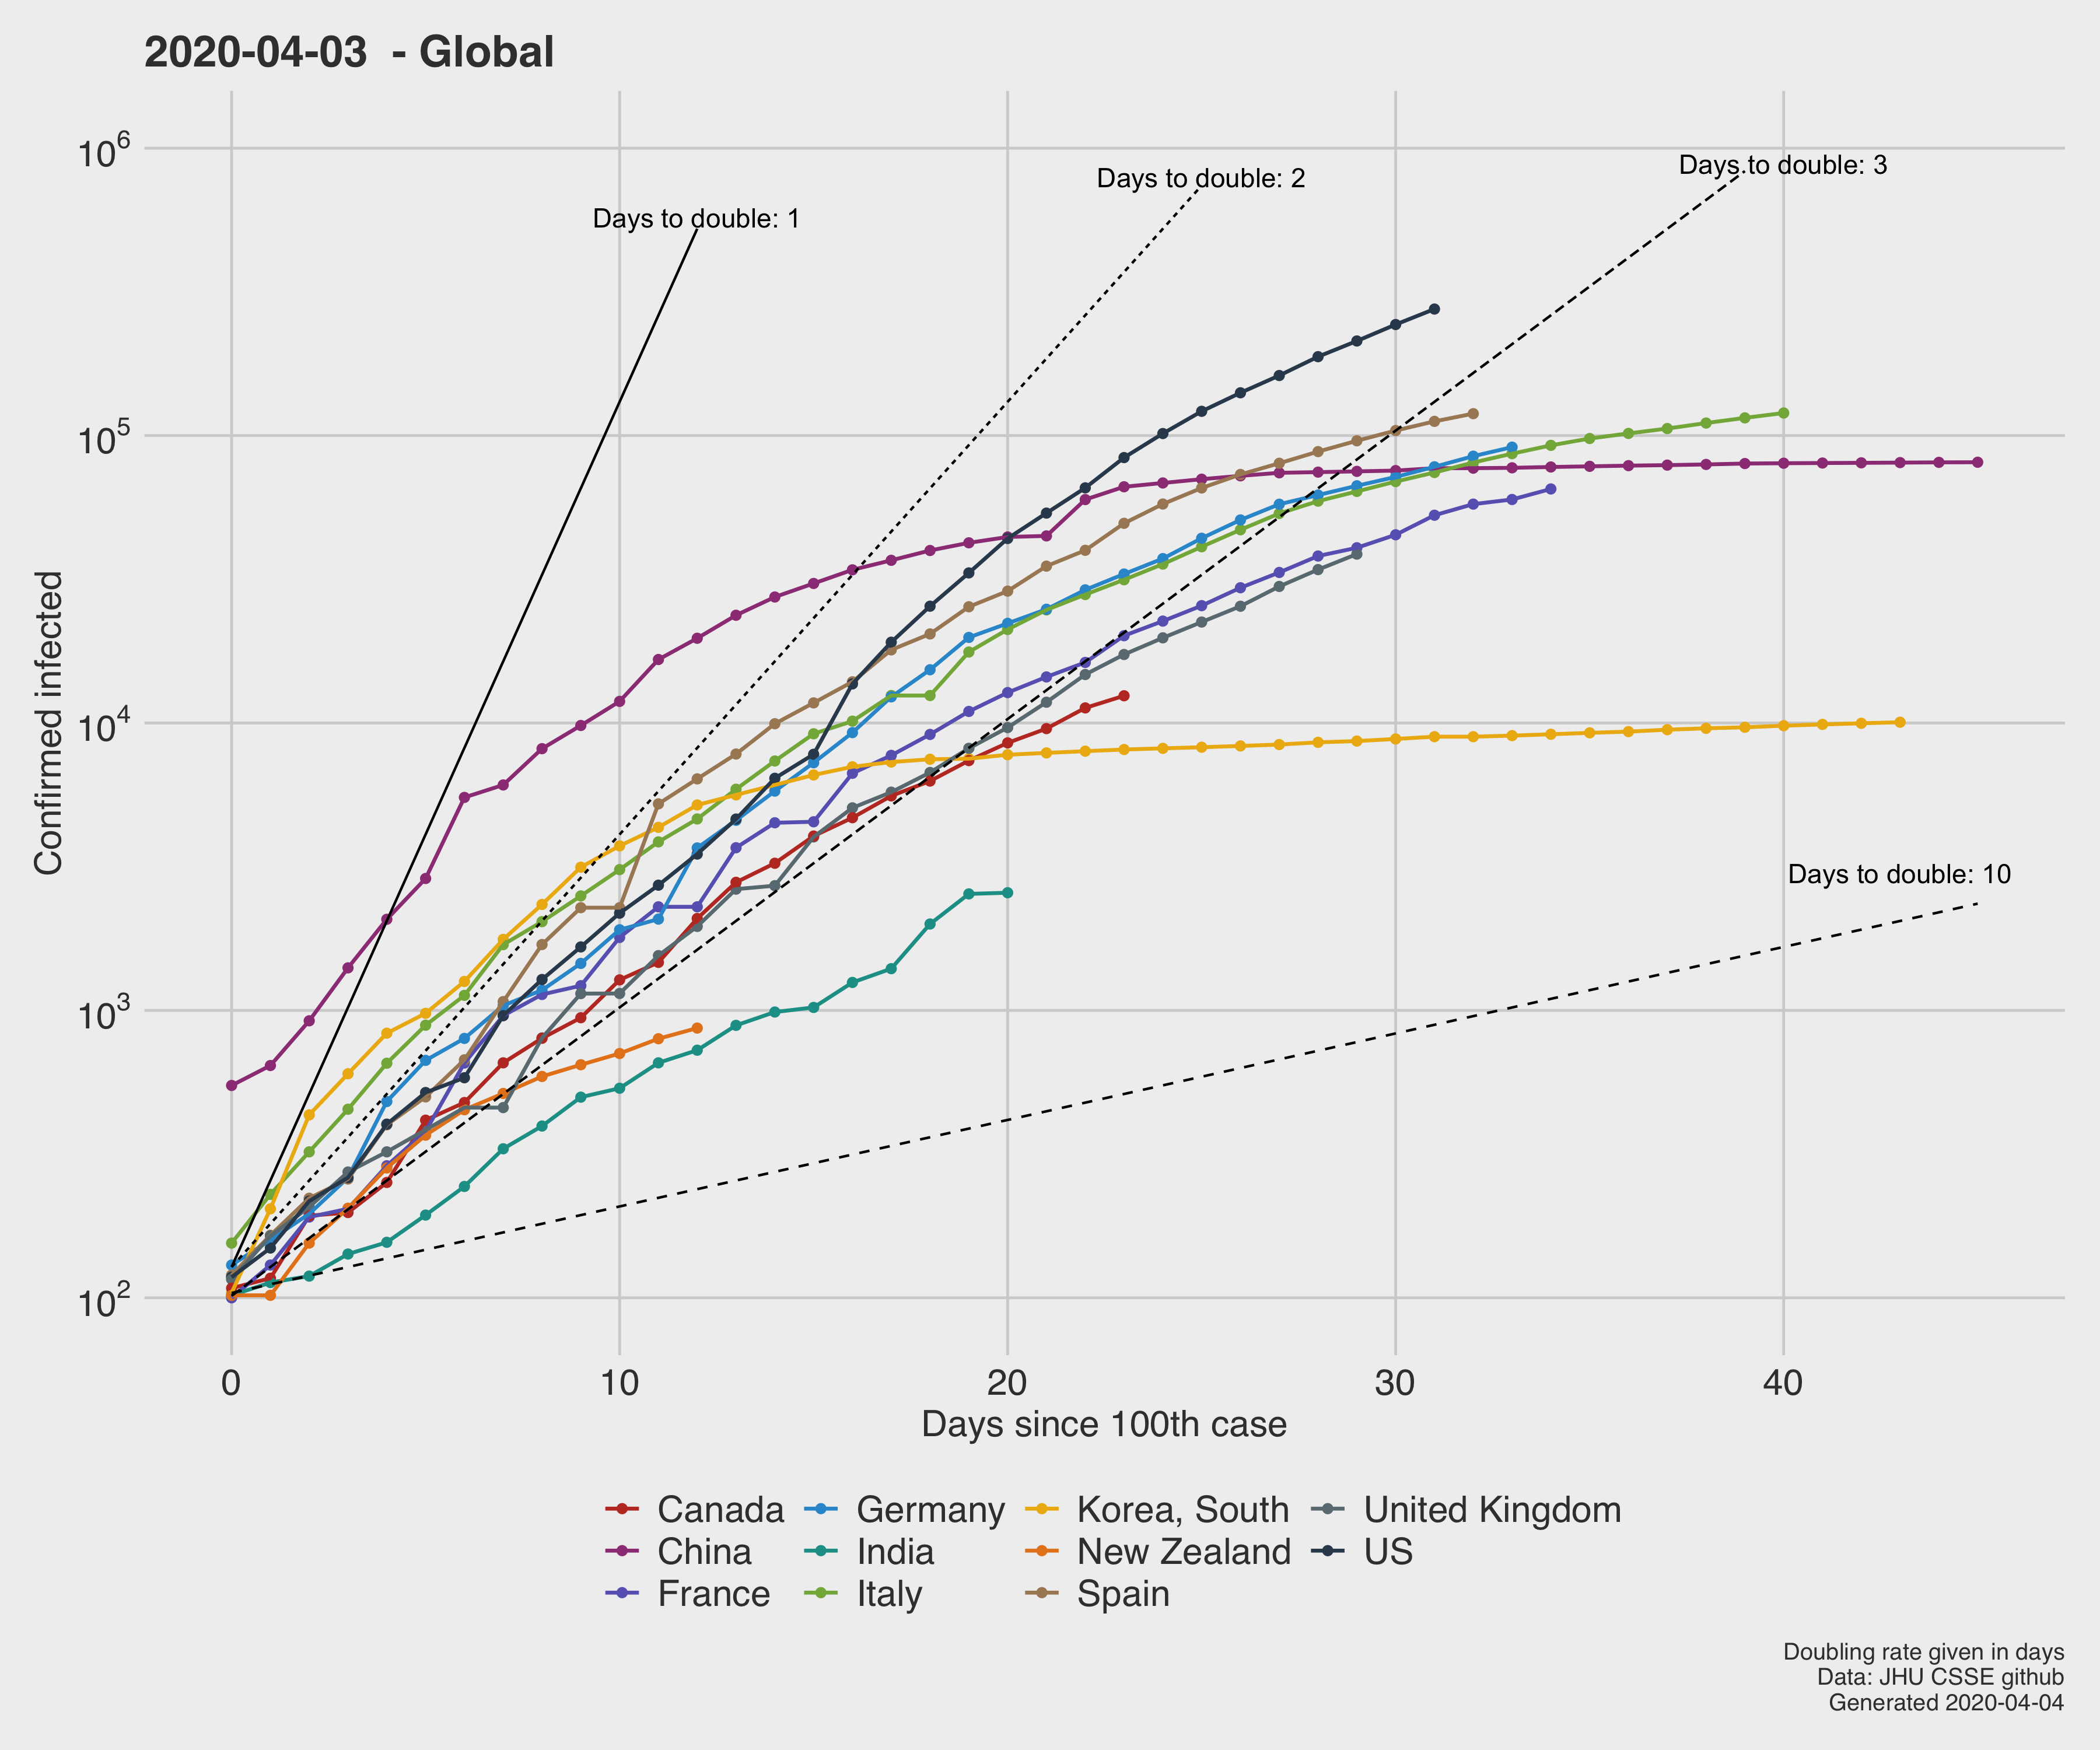 2020-04-03 - Global
Confirmed infected
10^6
10^5
10^4
10^3
10^2
Days to double: 1
Days to double: 2
Days to double: 3
Days to double: 10
0 10 20 30 40
Days since 100th case
Canada Germany Korea, South United Kingdom
China India New Zealand US
France Italy Spain
Doubling rate given in days
Data: JHU CSSE github
Generated 2020-04-04